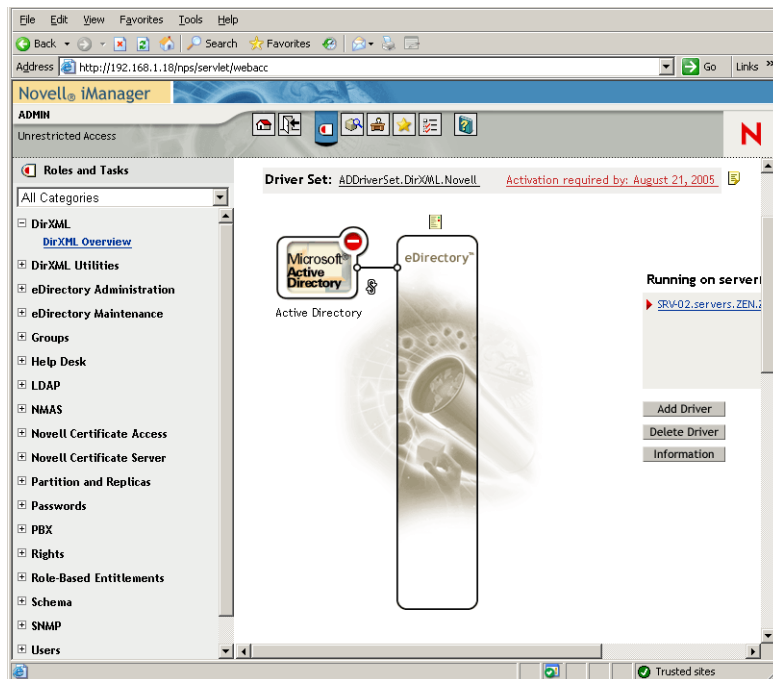 File Edit View Favorites Tools Help
Back Search Favorites
Address http://192.168.1.18/nps/servlet/webacc Go Links »
Novell® iManager
ADMIN
Unrestricted Access
N
Roles and Tasks
All Categories
DirXML
DirXML Overview
DirXML Utilities
eDirectory Administration
eDirectory Maintenance
Groups
Help Desk
LDAP
NMAS
Novell Certificate Access
Novell Certificate Server
Partition and Replicas
Passwords
PBX
Rights
Role-Based Entitlements
Schema
SNMP
Users
Driver Set: ADDriverSet.DirXML.Novell Activation required by: August 21, 2005
Microsoft®
Active
Directory
Active Directory
eDirectory™
Running on server
SRV-02.servers.ZEN.
Add Driver
Delete Driver
Information
Trusted sites